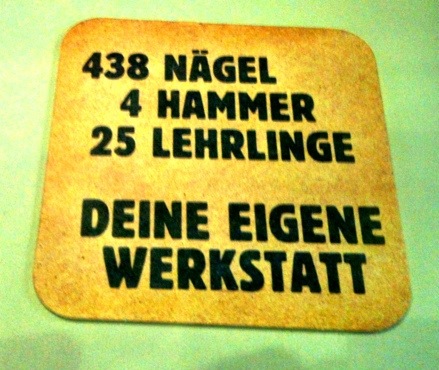 438 NÄGEL
4 HAMMER
25 LEHRLINGE
DEINE EIGENE
WERKSTATT